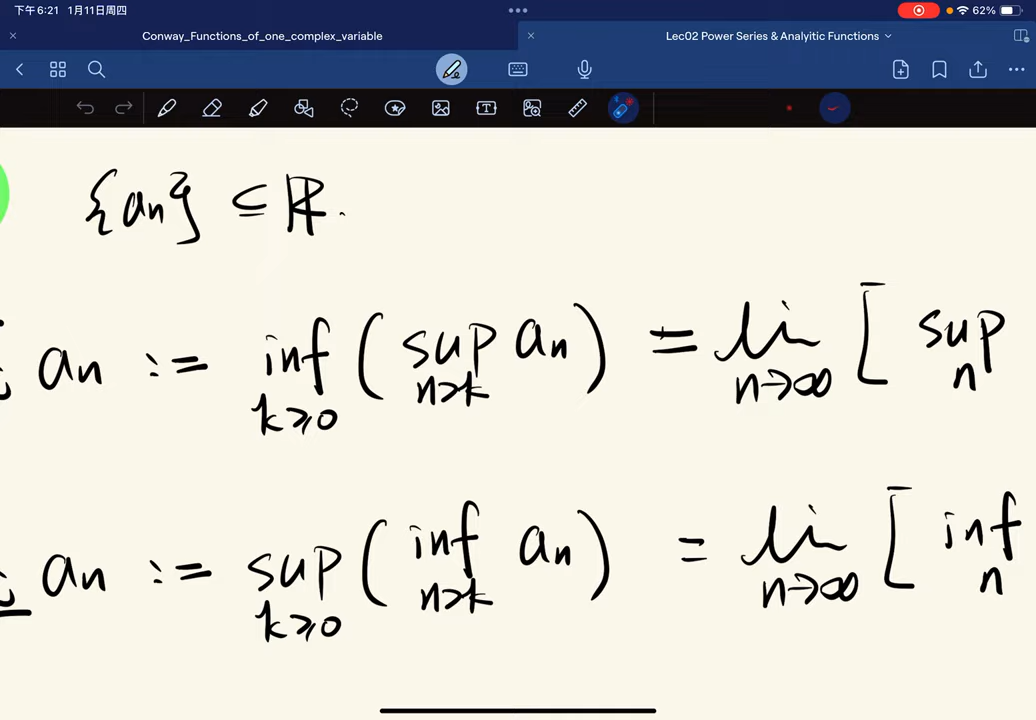 下午6:21 1月11日周四
62%
Conway_Functions_of_one_complex_variable
Lec02 Power Series & Analyitic Functions
{an} ⊆ R.
an := inf k≥0 ( sup n>k an ) = lim n→∞ [ sup n
an := sup k≥0 ( inf n>k an ) = lim n→∞ [ inf n